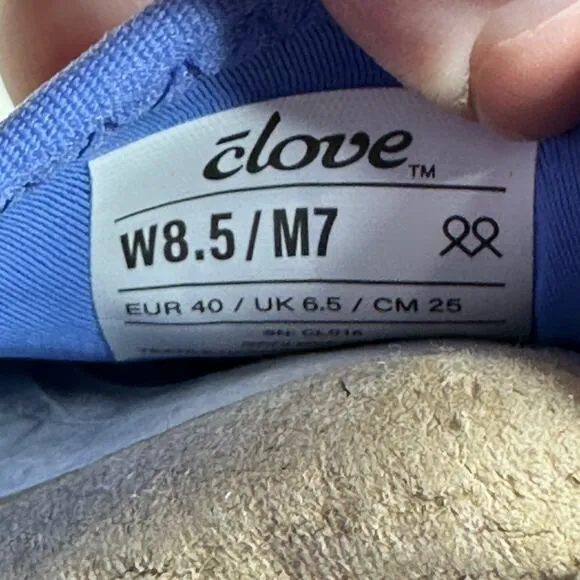 clove™
W8.5/M7
EUR 40 / UK 6.5 / CM 25